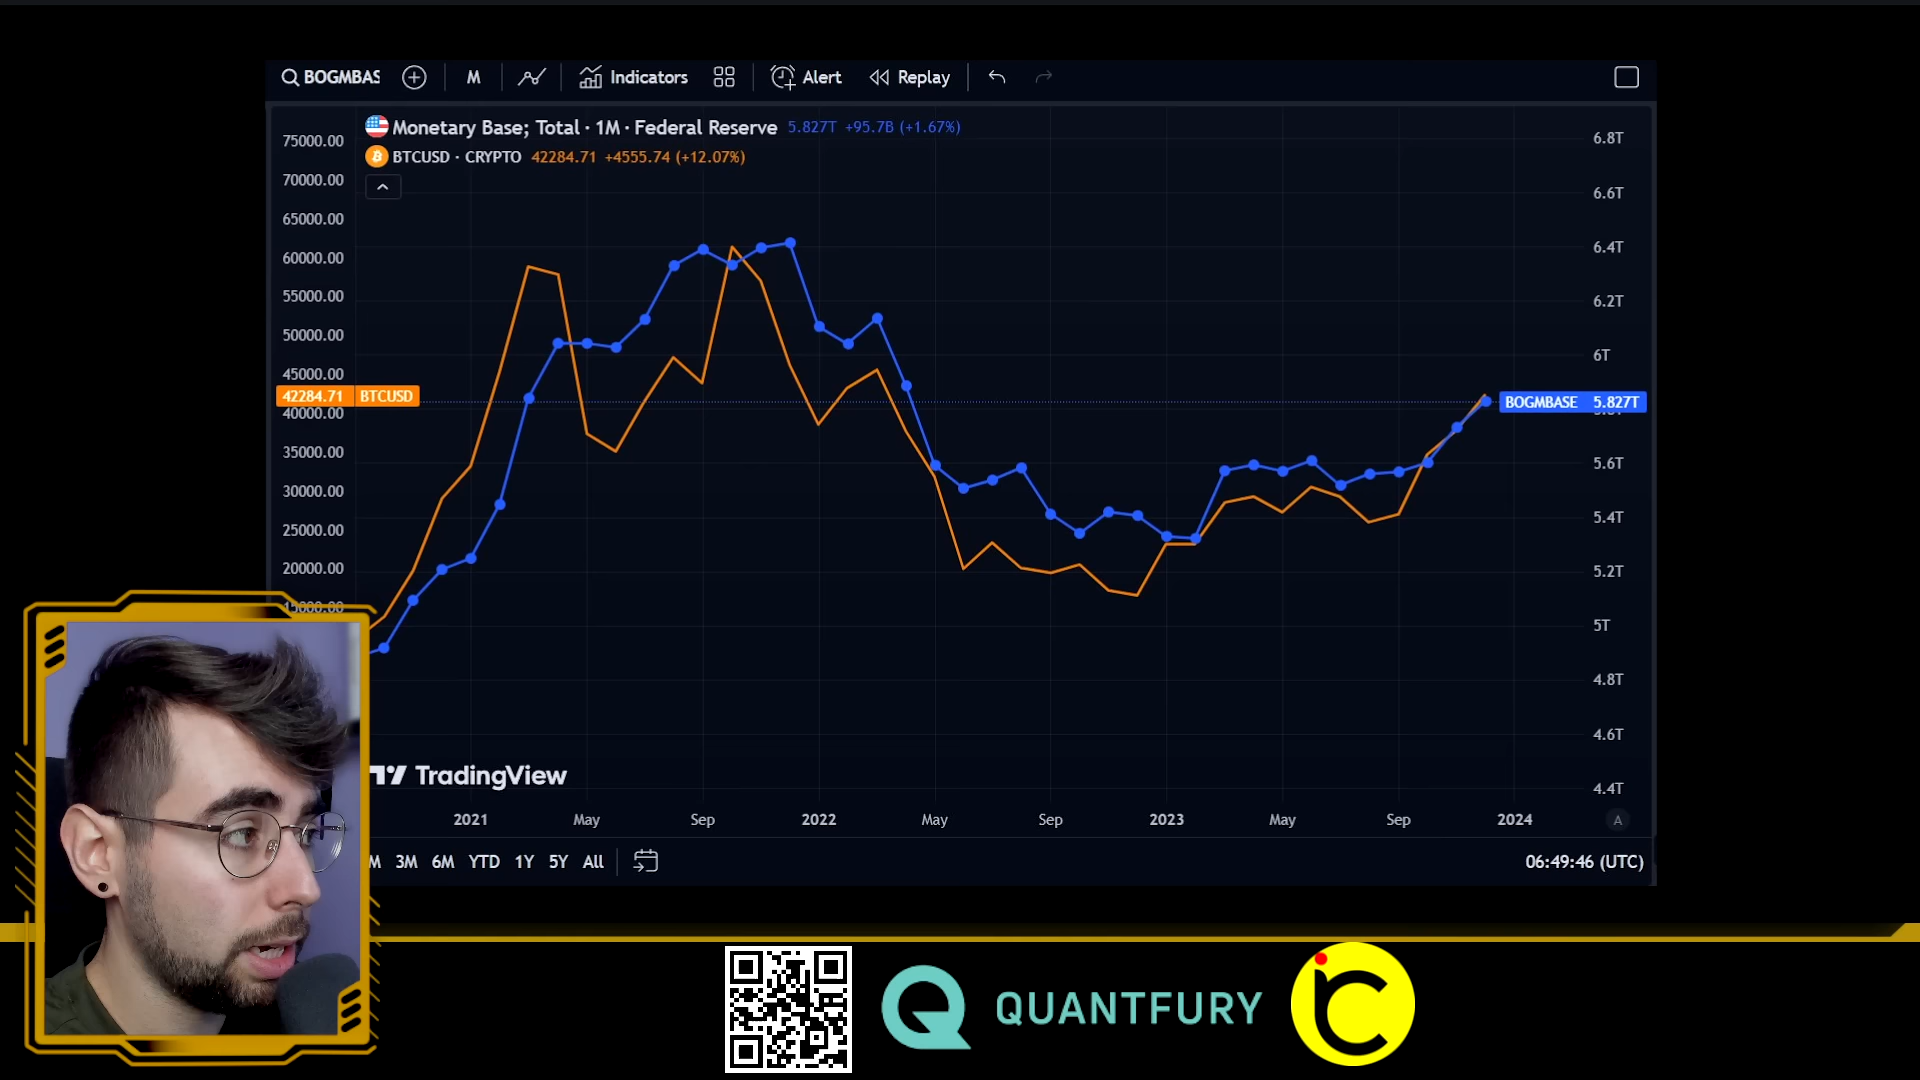 BOGMBAS M Indicators Alert Replay
Monetary Base; Total · 1M · Federal Reserve 5.827T +95.7B (+1.67%)
BTCUSD · CRYPTO 42284.71 +4555.74 (+12.07%)
75000.00
70000.00
65000.00
60000.00
55000.00
50000.00
45000.00
42284.71 BTCUSD
40000.00
35000.00
30000.00
25000.00
20000.00
15000.00
6.8T
6.6T
6.4T
6.2T
6T
BOGMBASE 5.827T
5.6T
5.4T
5.2T
5T
4.8T
4.6T
4.4T
TradingView
2021 May Sep 2022 May Sep 2023 May Sep 2024 A
M 3M 6M YTD 1Y 5Y All 06:49:46 (UTC)
QUANTFURY